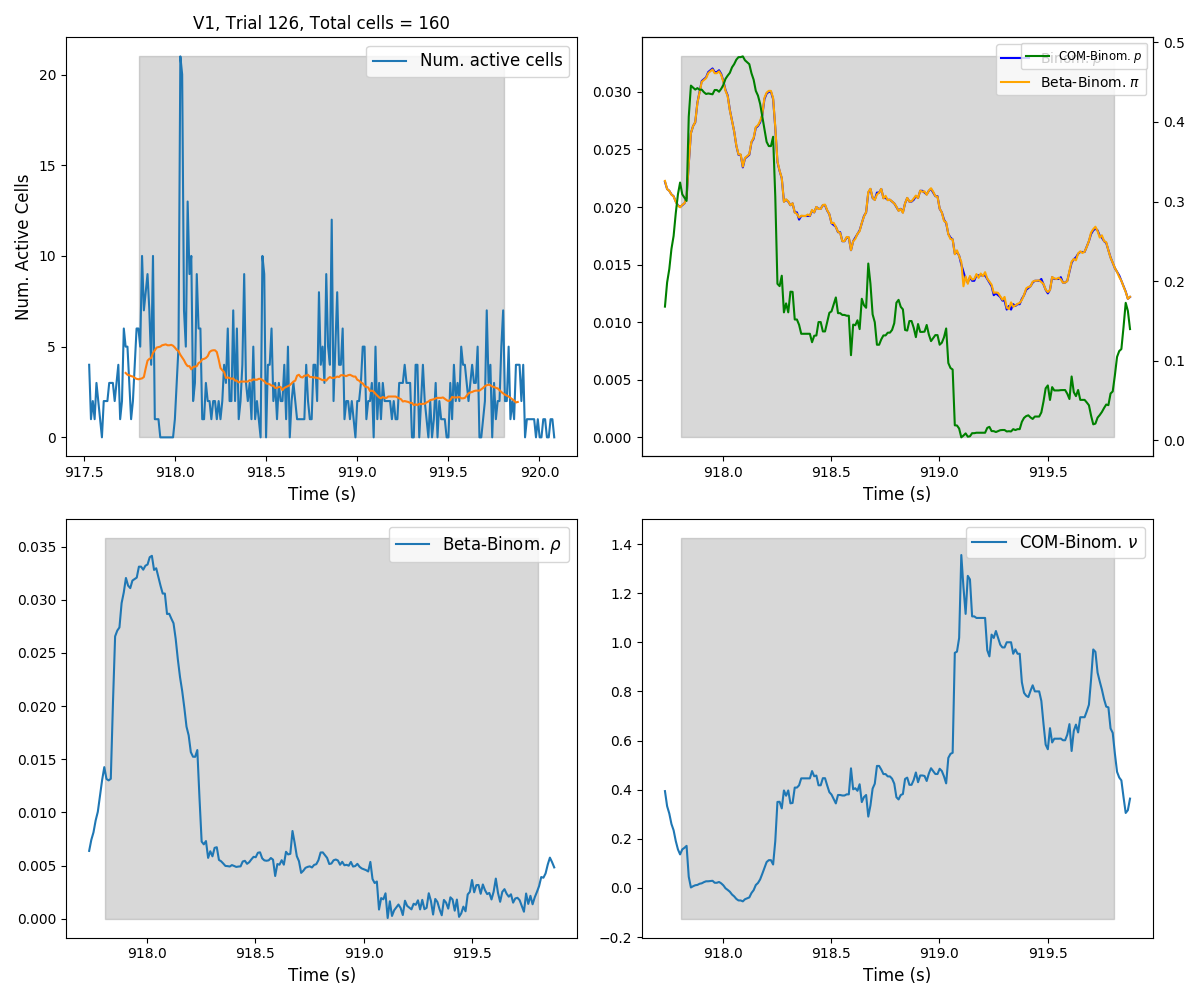 V1, Trial 126, Total cells = 160
Num. active cells
Num. Active Cells
20
15
10
5
0
917.5 918.0 918.5 919.0 919.5 920.0
Time (s)
COM-Binom. p
Beta-Binom. π
0.030
0.025
0.020
0.015
0.010
0.005
0.000
0.5
0.4
0.3
0.2
0.1
0.0
918.0 918.5 919.0 919.5
Time (s)
Beta-Binom. ρ
0.035
0.030
0.025
0.020
0.015
0.010
0.005
0.000
918.0 918.5 919.0 919.5
Time (s)
COM-Binom. ν
1.4
1.2
1.0
0.8
0.6
0.4
0.2
0.0
−0.2
918.0 918.5 919.0 919.5
Time (s)